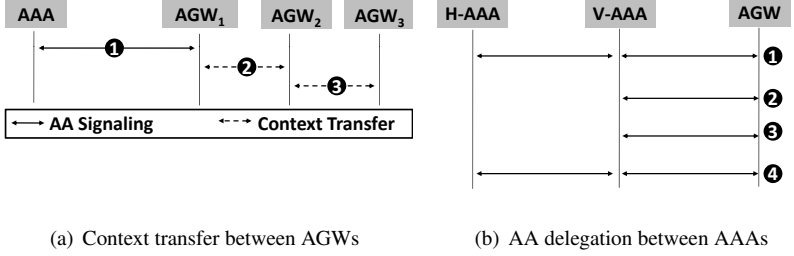 AAA AGW1 AGW2 AGW3
1
2
3
AA Signaling Context Transfer
(a) Context transfer between AGWs
H-AAA V-AAA AGW
1
2
3
4
(b) AA delegation between AAAs